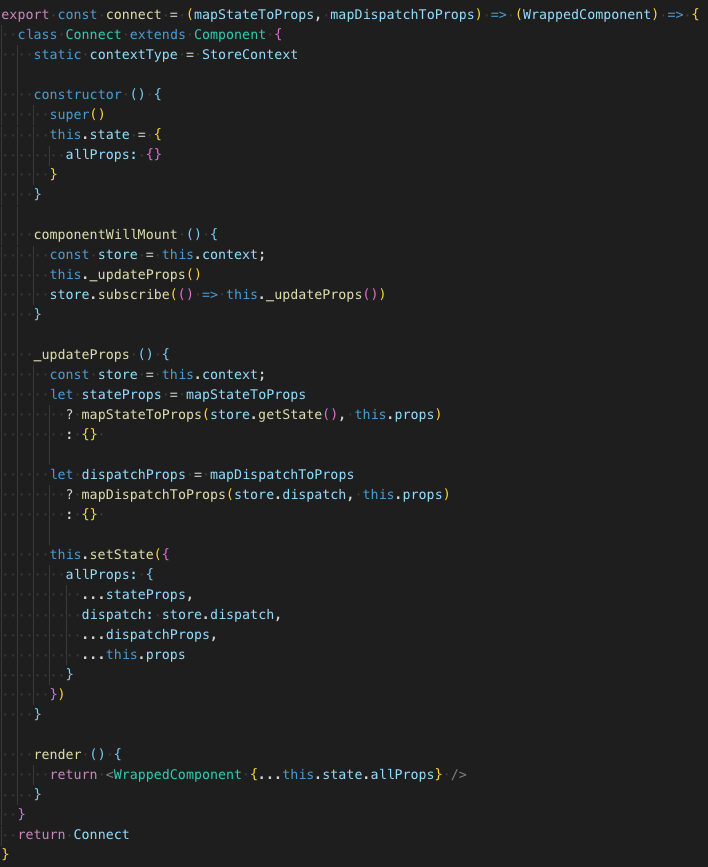 export const connect = (mapStateToProps, mapDispatchToProps) => (WrappedComponent) => {
  class Connect extends Component {
    static contextType = StoreContext

    constructor () {
      super()
      this.state = {
        allProps: {}
      }
    }

    componentWillMount () {
      const store = this.context;
      this._updateProps()
      store.subscribe(() => this._updateProps())
    }

    _updateProps () {
      const store = this.context;
      let stateProps = mapStateToProps
        ? mapStateToProps(store.getState(), this.props)
        : {}

      let dispatchProps = mapDispatchToProps
        ? mapDispatchToProps(store.dispatch, this.props)
        : {}

      this.setState({
        allProps: {
          ...stateProps,
          dispatch: store.dispatch,
          ...dispatchProps,
          ...this.props
        }
      })
    }

    render () {
      return <WrappedComponent {...this.state.allProps} />
    }
  }
  return Connect
}